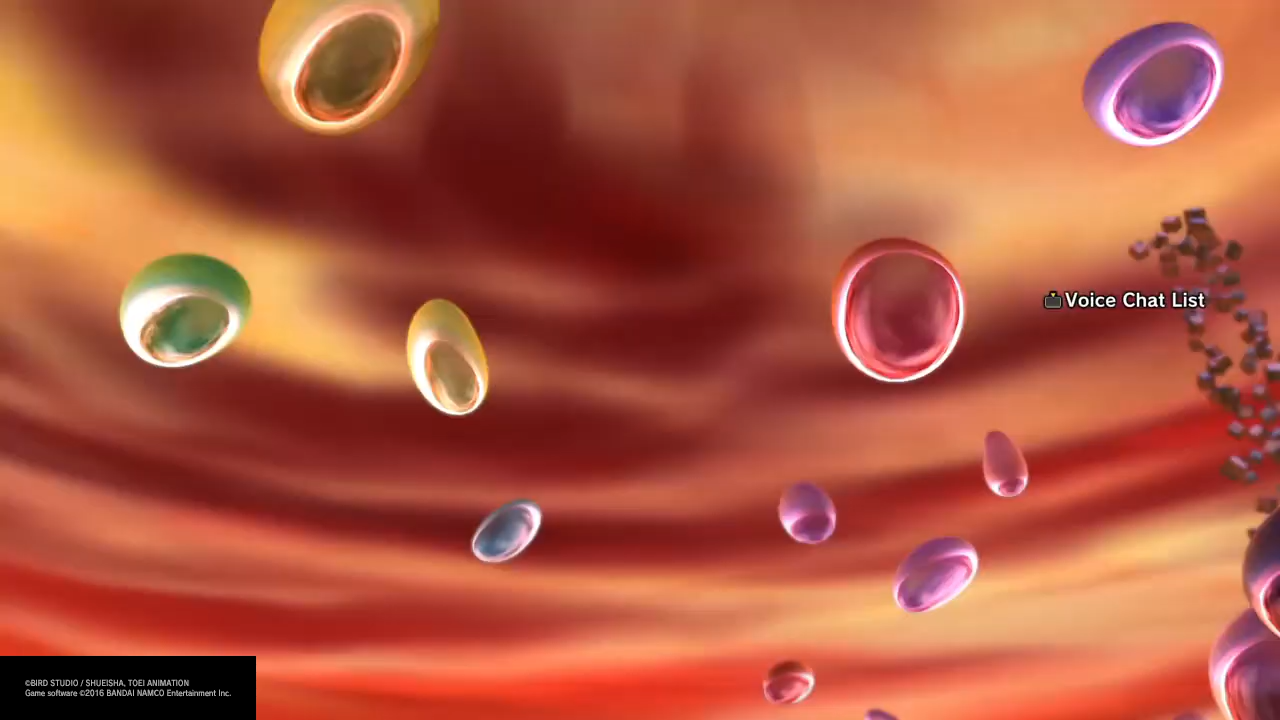 Voice Chat List
©BIRD STUDIO / SHUEISHA, TOEI ANIMATION
Game software ©2016 BANDAI NAMCO Entertainment Inc.